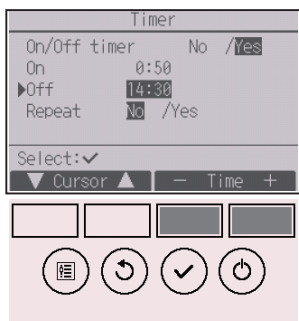 Timer
On/Off timer No /Yes
On 0:50
▶Off 14:30
Repeat No /Yes
Select:✓
▼ Cursor ▲ − Time +